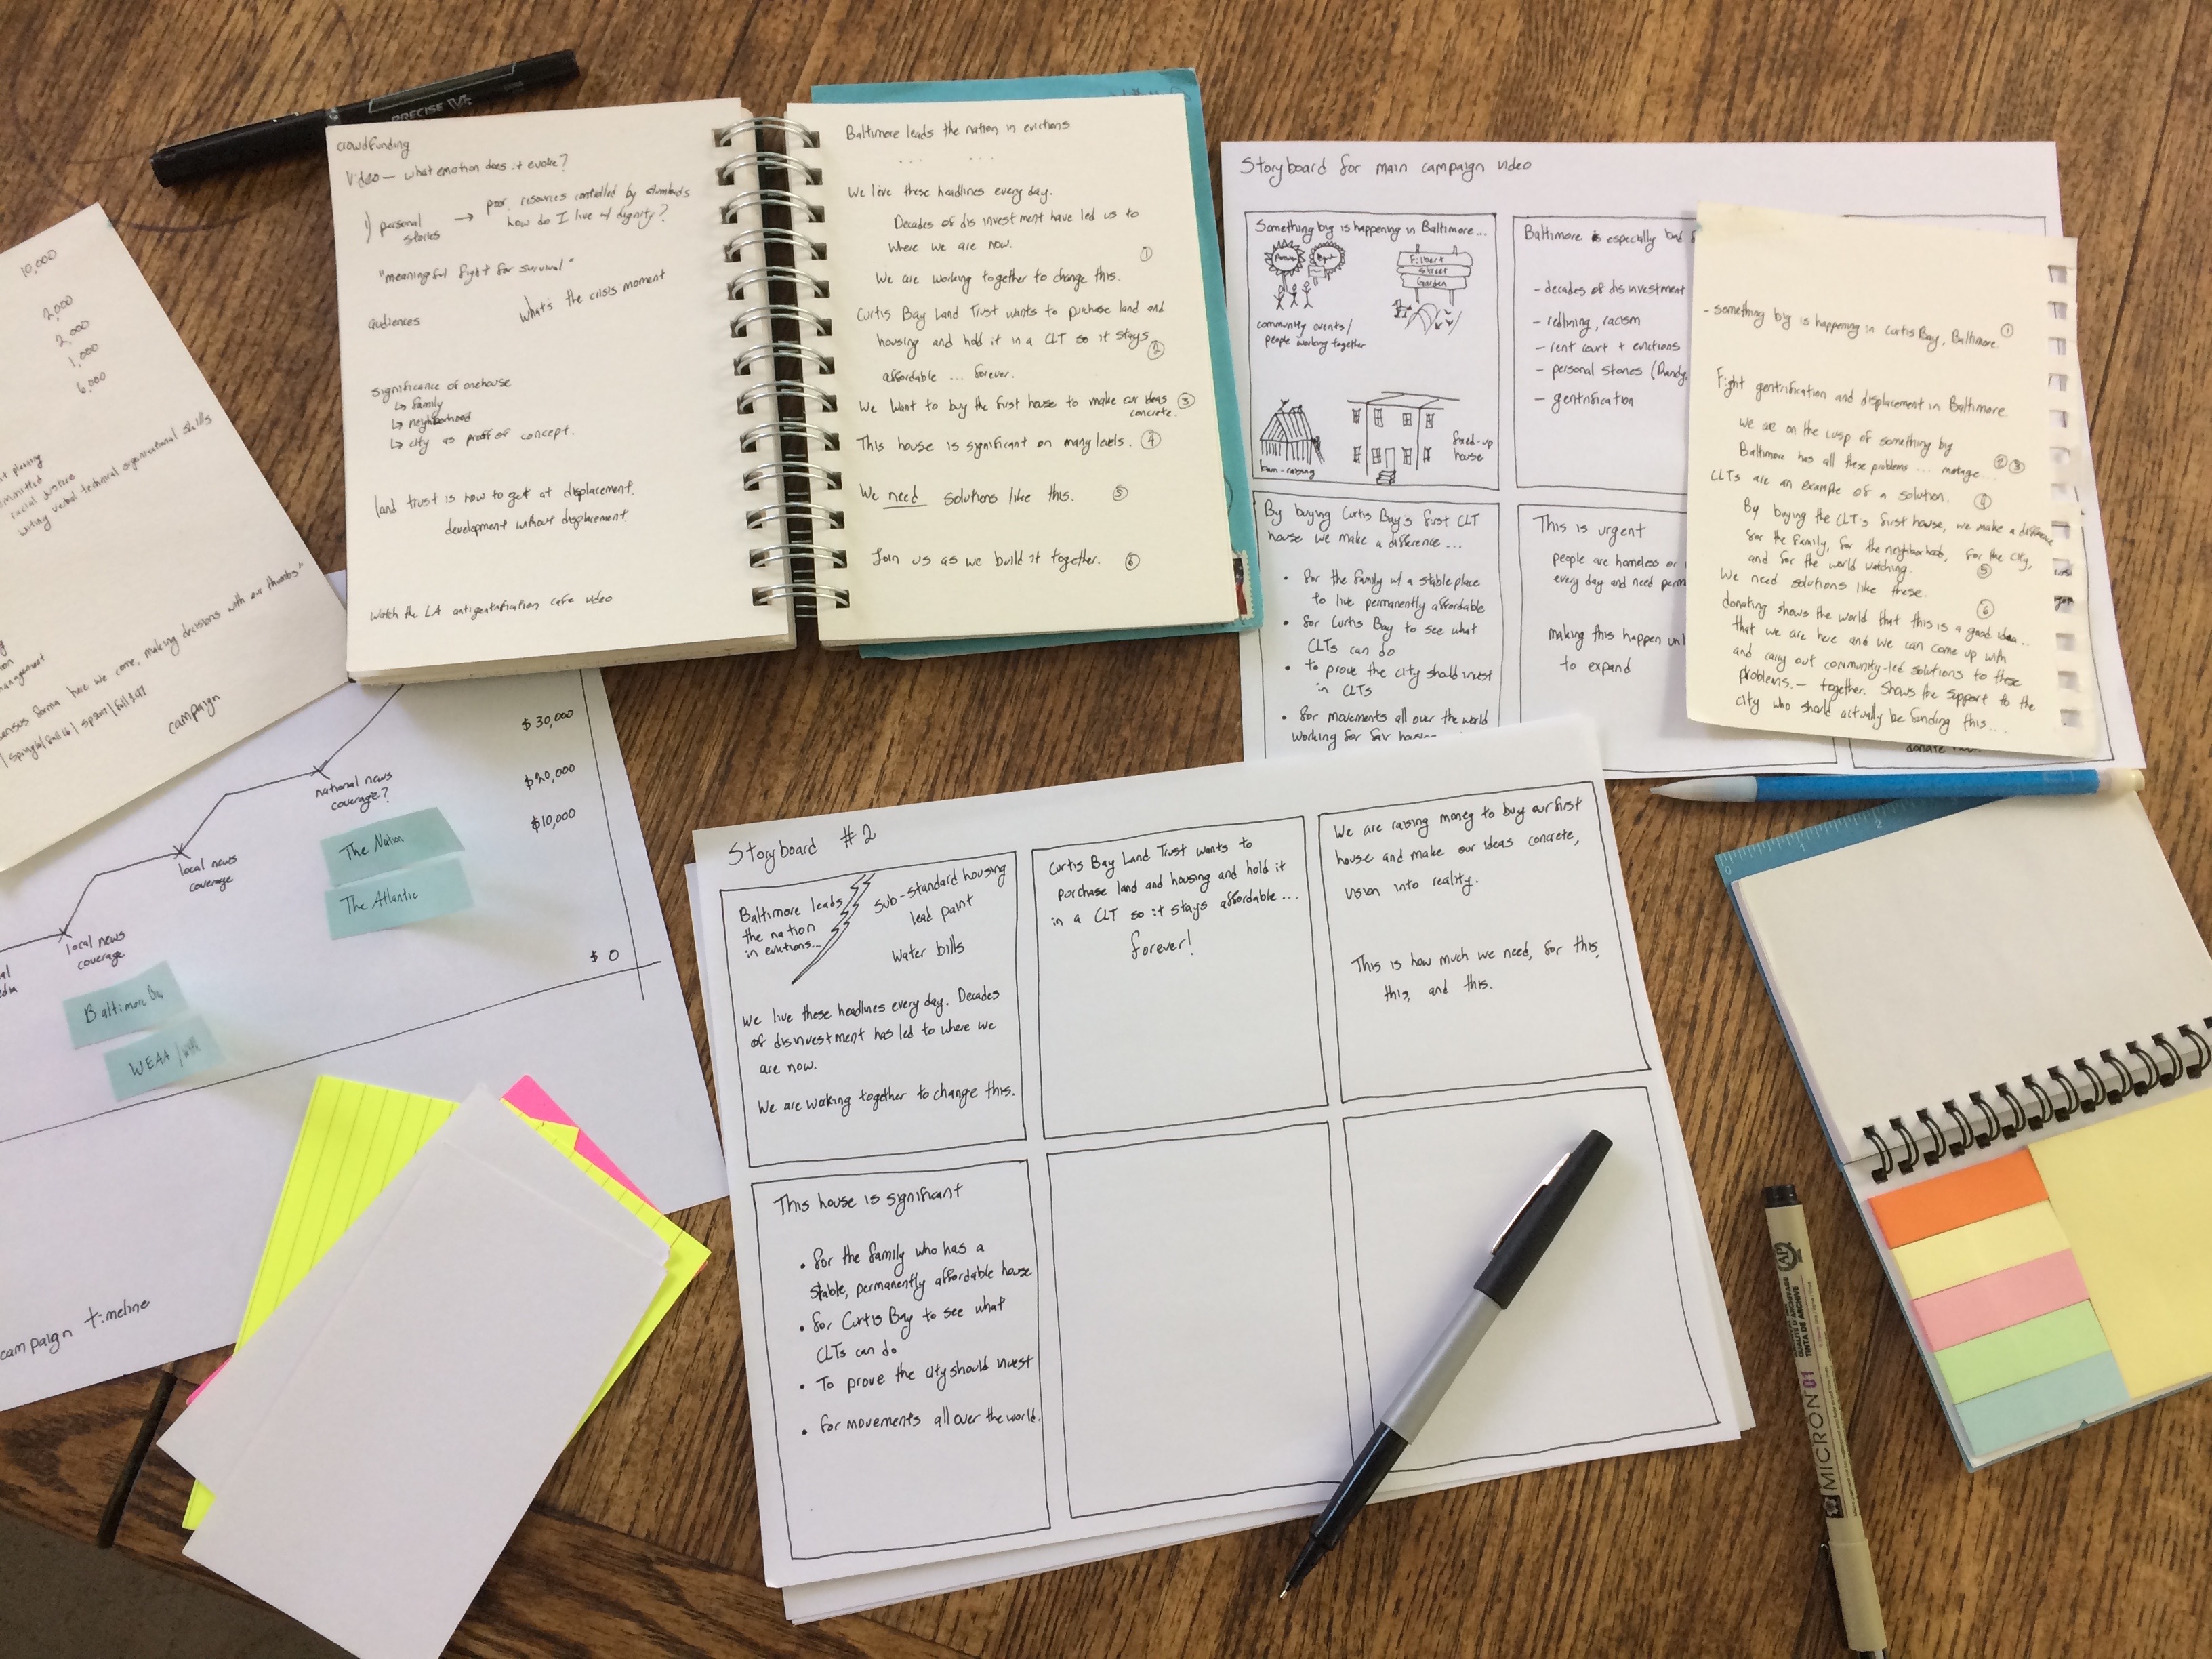 PRECISE V5
crowdfunding
Video — what emotion does it evoke?
1) personal stories → poor, resources controlled by
how do I live w/ dignity?
"meaningful fight for survival"
what's the crisis moment
audiences
significance of one house
↳ family
↳ neighborhood
↳ city as proof of concept.
land trust is how to get at displacement.
development without displacement.
Watch the LA antigentrification cafe video
Baltimore leads the nation in evictions
... ...
We live these headlines every day.
Decades of disinvestment have led us to
where we are now.
①
We are working together to change this.
Curtis Bay Land Trust wants to purchase land and
housing and hold it in a CLT so it stays ②
affordable ... forever.
We want to buy the first house to make our ideas ③
concrete.
This house is significant on many levels. ④
We need solutions like this. ⑤
Join us as we build it together. ⑥
Storyboard for main campaign video
Something big is happening in Baltimore...
Filbert
Street
Garden
community events/
people working together
barn-raising
fixed-up
house
Baltimore is especially bad
- decades of disinvestment
- redlining, racism
- rent court + evictions
- personal stories (Randy
- gentrification
By buying Curtis Bay's first CLT
house we make a difference ...
• for the family w/ a stable place
to live permanently affordable
• for Curtis Bay to see what
CLTs can do
• to prove the city should invest
in CLTs
• for movements all over the world
working for fair housing
This is urgent
people are homeless or
every day and need perm
making this happen
to expand
donate
- something big is happening in Curtis Bay, Baltimore ①
Fight gentrification and displacement in Baltimore.
we are on the cusp of something big
Baltimore has all these problems ... montage... ② ③
CLTs are an example of a solution. ④
By buying the CLT's first house, we make a difference
for the family, for the neighborhood, for the city,
and for the world watching.
⑤
We need solutions like these.
⑥
donating shows the world that this is a good idea...
that we are here and we can come up with
and carry out community-led solutions to these
problems — together. Shows the support to the
city who should actually be funding this....
10,000
2,000
2,000
1,000
6,000
planning
committed
racial justice
writing verbal technical organizational skills
management
here we come, making decisions with our thumbs"
campaign
$30,000
$20,000
$10,000
$0
national news
coverage?
The Nation
The Atlantic
local news
coverage
local news
coverage
Baltimore
WEAA /
campaign timeline
Storyboard #2
Baltimore leads
the nation
in evictions...
sub-standard housing
lead paint
water bills
We live these headlines every day. Decades
of disinvestment has led to where we
are now.
We are working together to change this.
Curtis Bay Land Trust wants to
purchase land and housing and hold it
in a CLT so it stays affordable...
forever!
We are raising money to buy our first
house and make our ideas concrete,
vision into reality.
This is how much we need, for this,
this, and this.
This house is significant
• for the family who has a
stable, permanently affordable house
• for Curtis Bay to see what
CLTs can do
• To prove the city should invest
• for movements all over the world.
0 1 2
MICRON 01